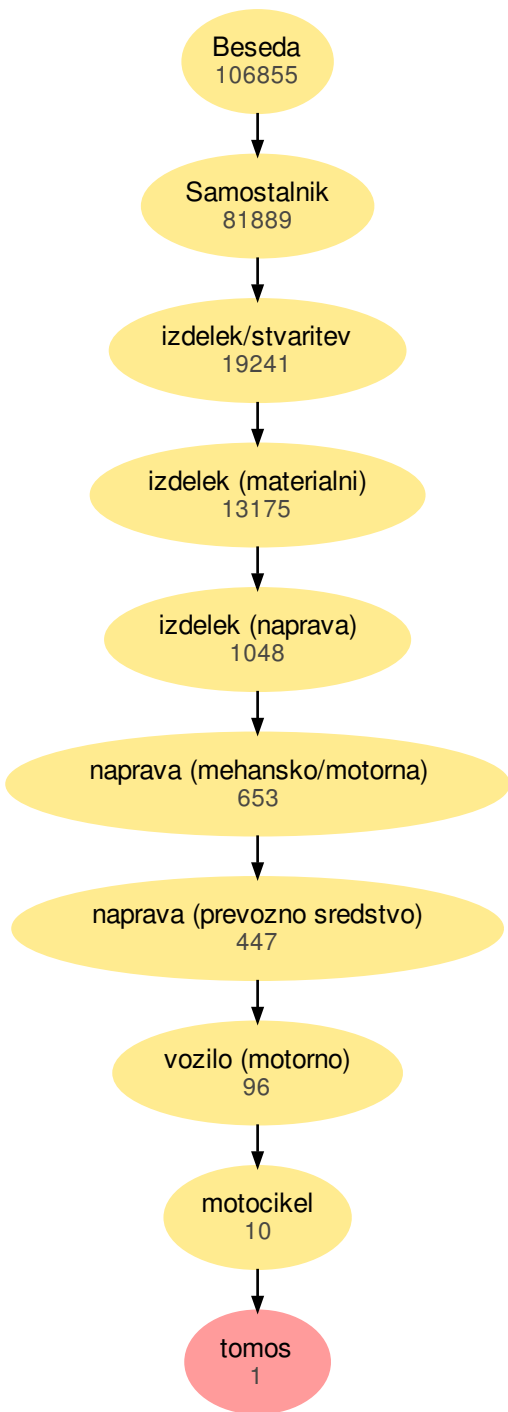 Beseda
106855
Samostalnik
81889
izdelek/stvaritev
19241
izdelek (materialni)
13175
izdelek (naprava)
1048
naprava (mehansko/motorna)
653
naprava (prevozno sredstvo)
447
vozilo (motorno)
96
motocikel
10
tomos
1